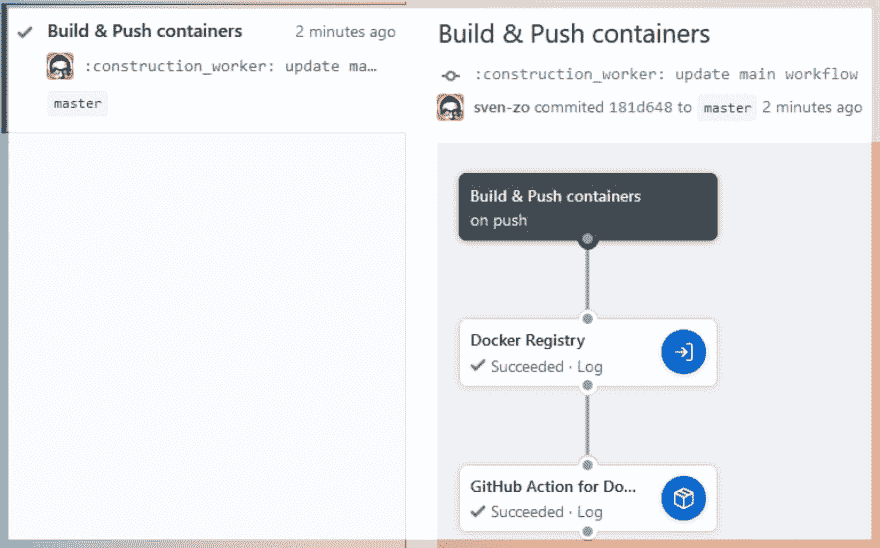 Build & Push containers 2 minutes ago
:construction_worker: update ma…
master
Build & Push containers
:construction_worker: update main workflow
sven-zo commited 181d648 to master 2 minutes ago
Build & Push containers
on push
Docker Registry
Succeeded · Log
GitHub Action for Do...
Succeeded · Log